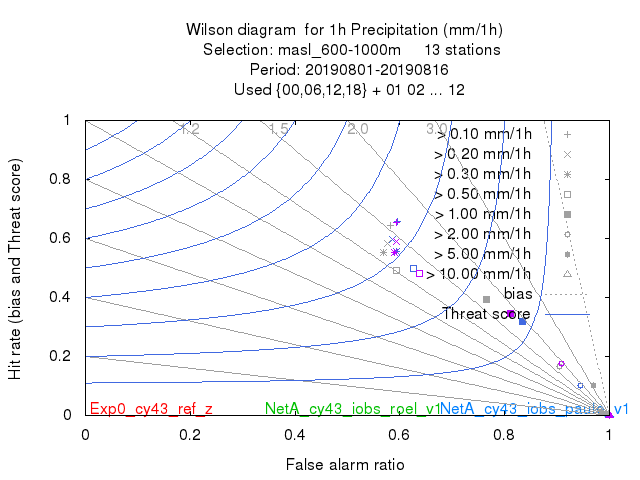 Wilson diagram for 1h Precipitation (mm/1h)
Selection: masl_600-1000m 13 stations
Period: 20190801-20190816
Used {00,06,12,18} + 01 02 ... 12
1.2 1.5 2.0 3.0
> 0.10 mm/1h
> 0.20 mm/1h
> 0.30 mm/1h
> 0.50 mm/1h
> 1.00 mm/1h
> 2.00 mm/1h
> 5.00 mm/1h
> 10.00 mm/1h
bias
Threat score
1
0.8
0.6
0.4
0.2
0
Hit rate (bias and Threat score)
Exp0_cy43_ref_z NetA_cy43_iobs_roel_v1 NetA_cy43_iobs_paulo_v1
0 0.2 0.4 0.6 0.8 1
False alarm ratio